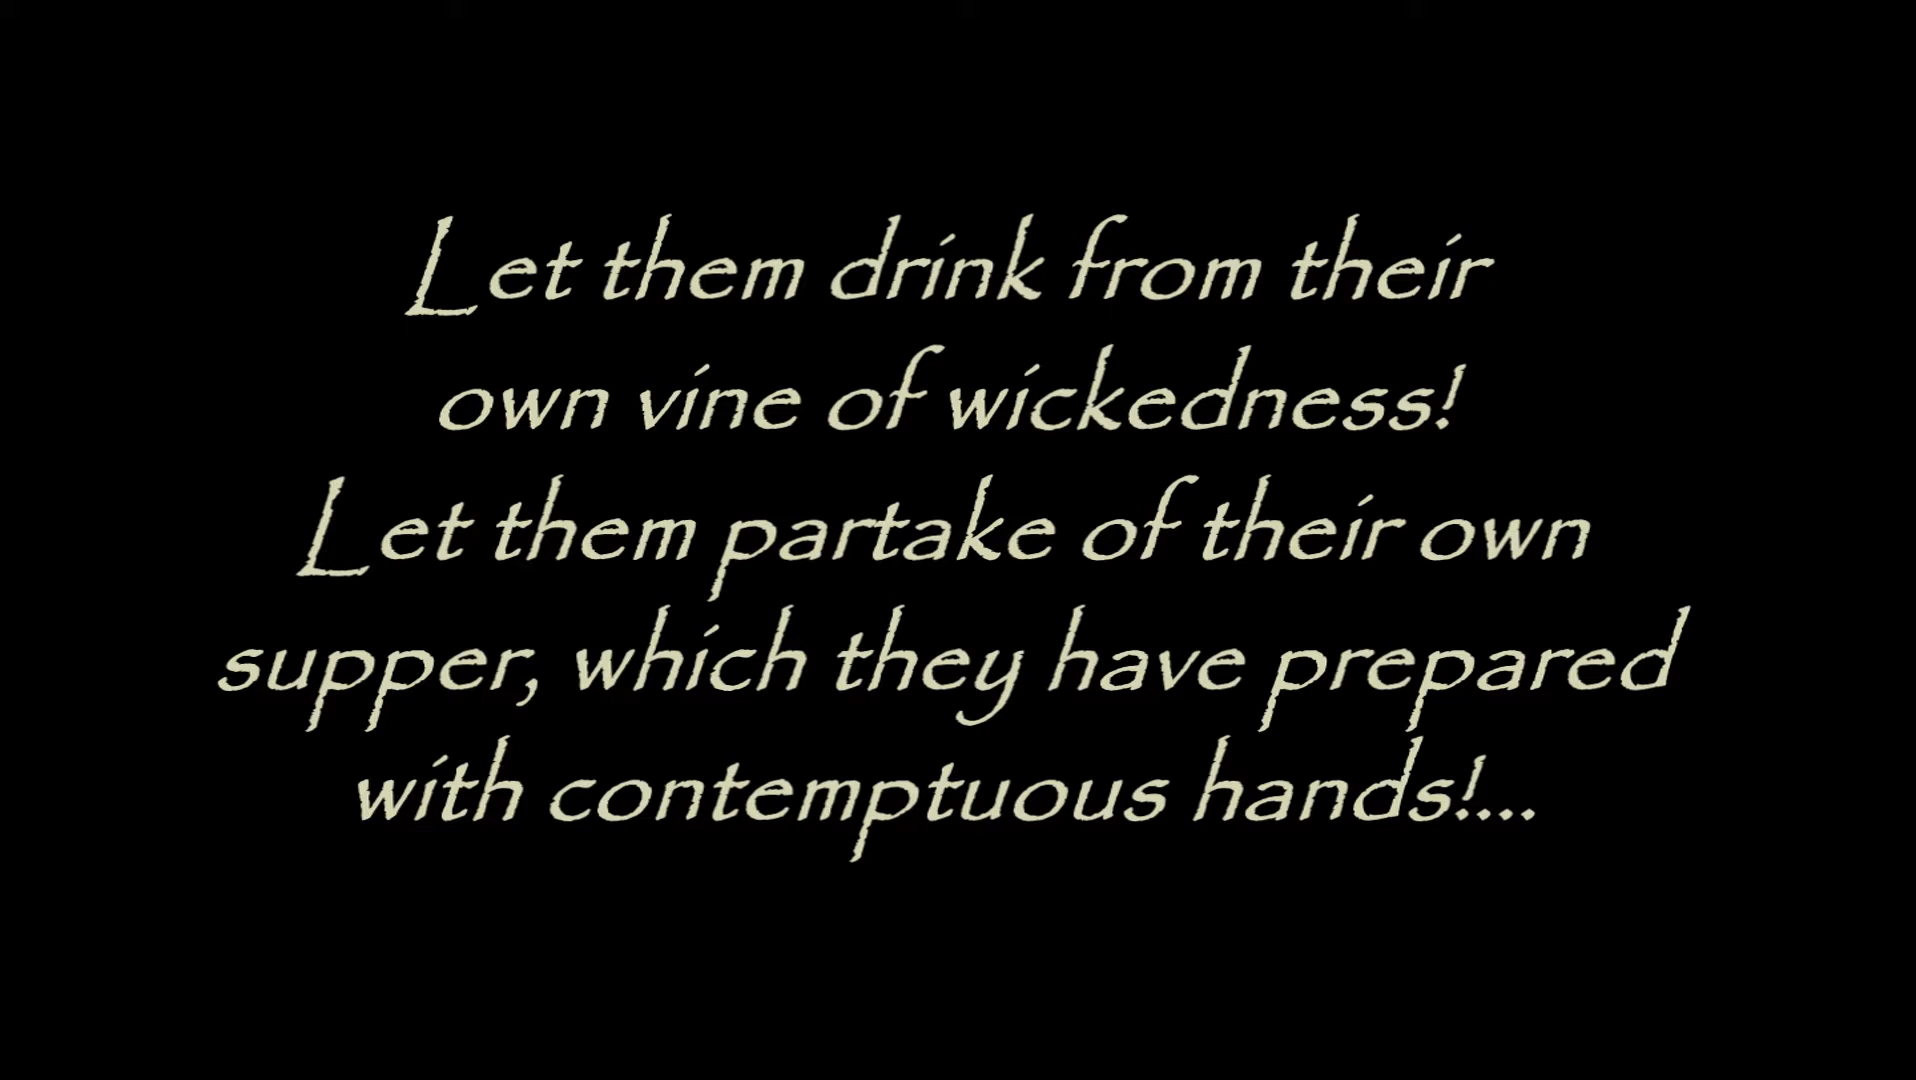 Let them drink from their
own vine of wickedness!
Let them partake of their own
supper, which they have prepared
with contemptuous hands!...